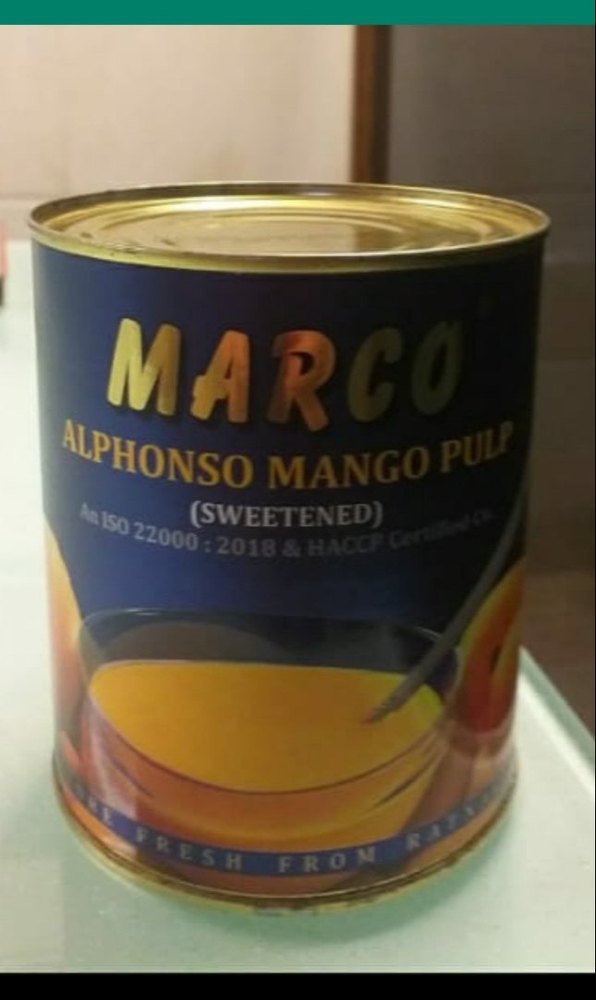 MARCO
ALPHONSO MANGO PULP
(SWEETENED)
An ISO 22000 : 2018 & HACCP Certified Co.
FRESH FROM